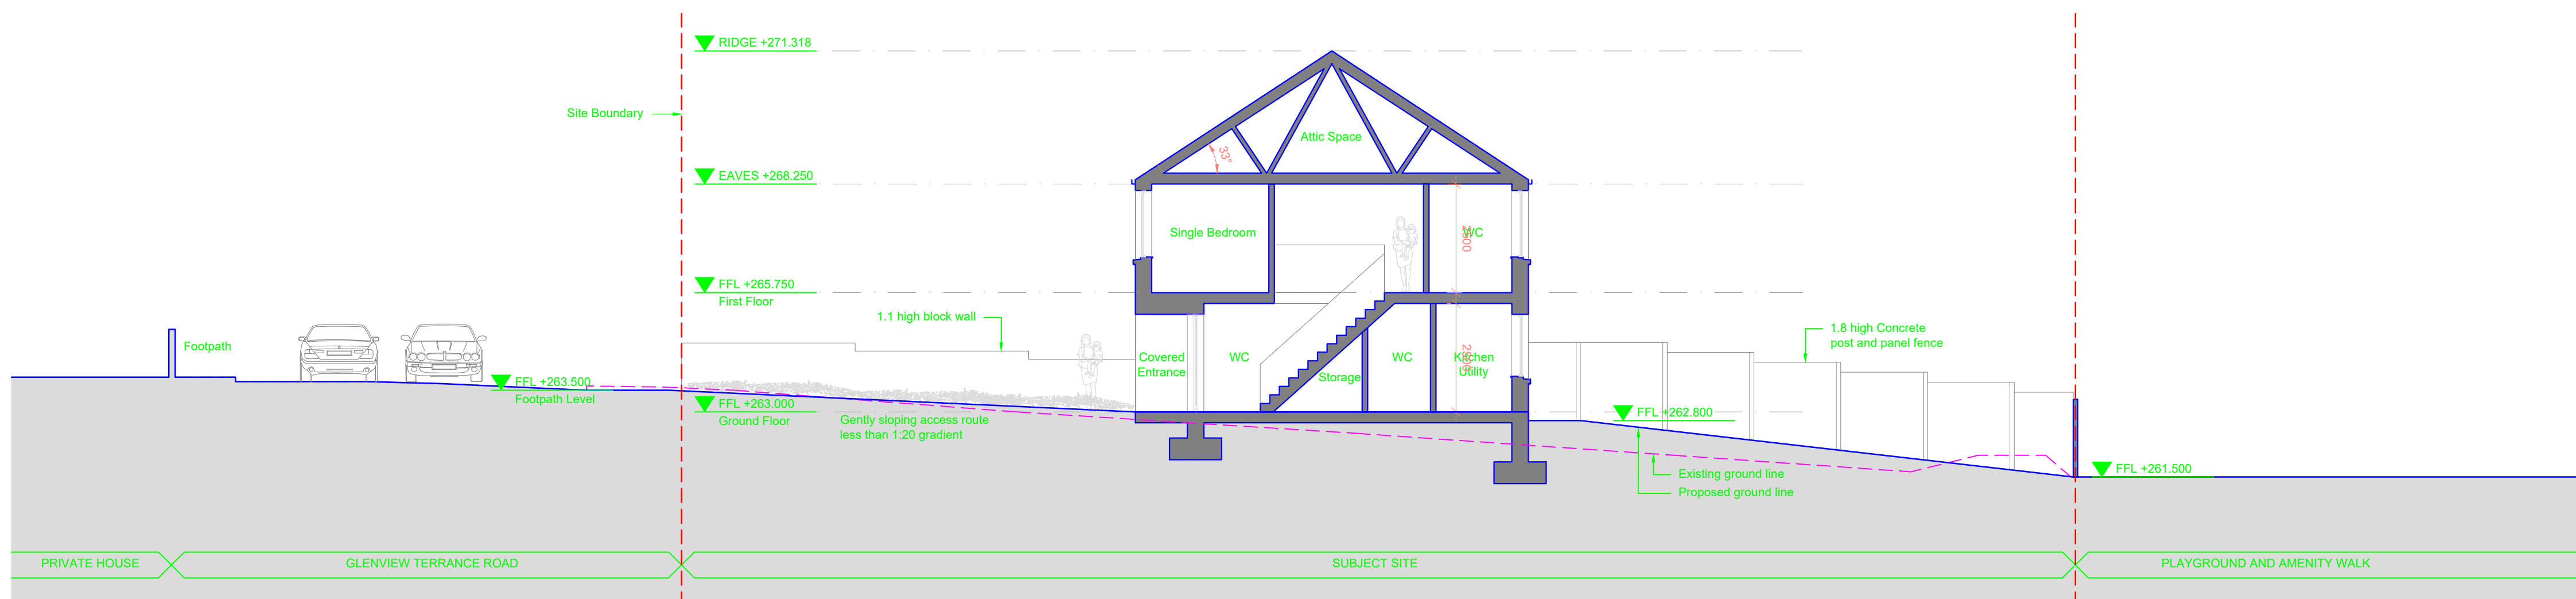 RIDGE +271.318
Site Boundary
Attic Space
33°
EAVES +268.250
Single Bedroom
WC
2500
FFL +265.750
First Floor
1.1 high block wall
1.8 high Concrete
post and panel fence
Footpath
Covered
Entrance
WC
WC
Kitchen
Utility
2500
Storage
FFL +263.500
Footpath Level
FFL +263.000
Ground Floor
Gently sloping access route
less than 1:20 gradient
FFL +262.800
Existing ground line
Proposed ground line
FFL +261.500
PRIVATE HOUSE
GLENVIEW TERRANCE ROAD
SUBJECT SITE
PLAYGROUND AND AMENITY WALK